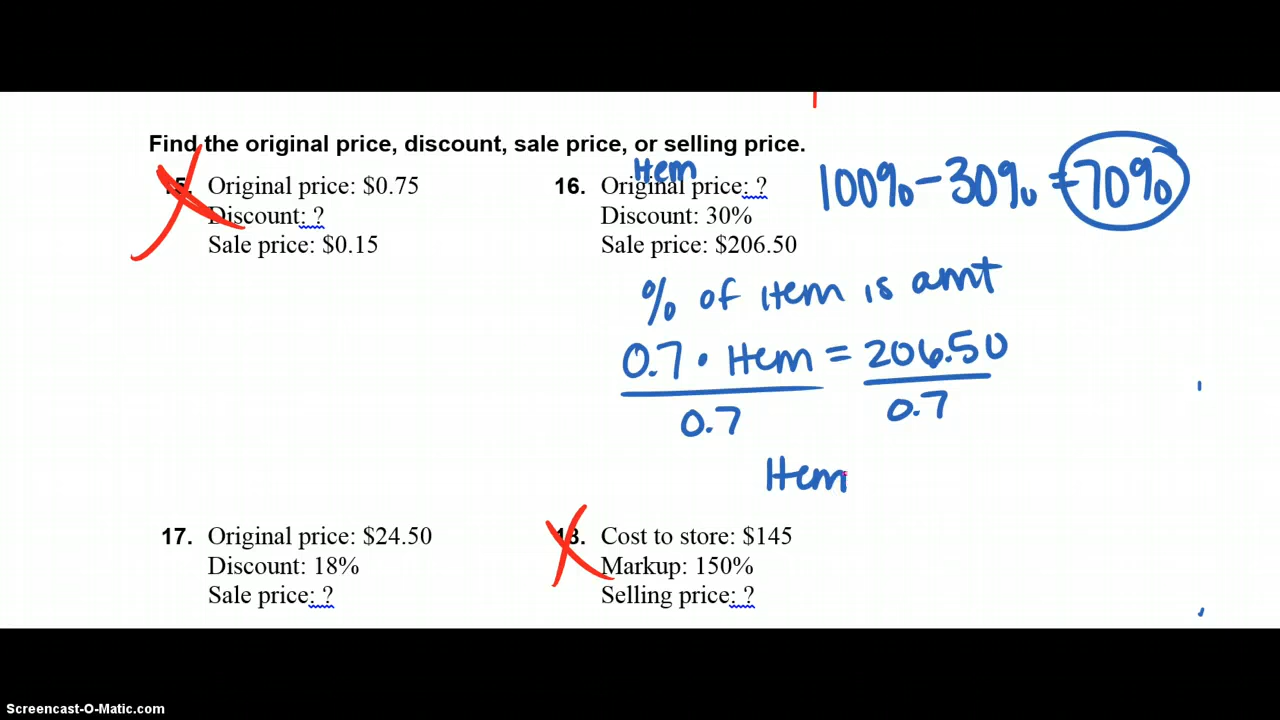 Find the original price, discount, sale price, or selling price.
15. Original price: $0.75
Discount: ?
Sale price: $0.15
Item
16. Original price: ?
Discount: 30%
Sale price: $206.50
100% - 30% = 70%
% of item is amt
0.7 • Item = 206.50
0.7 0.7
Item
17. Original price: $24.50
Discount: 18%
Sale price: ?
18. Cost to store: $145
Markup: 150%
Selling price: ?
Screencast-O-Matic.com